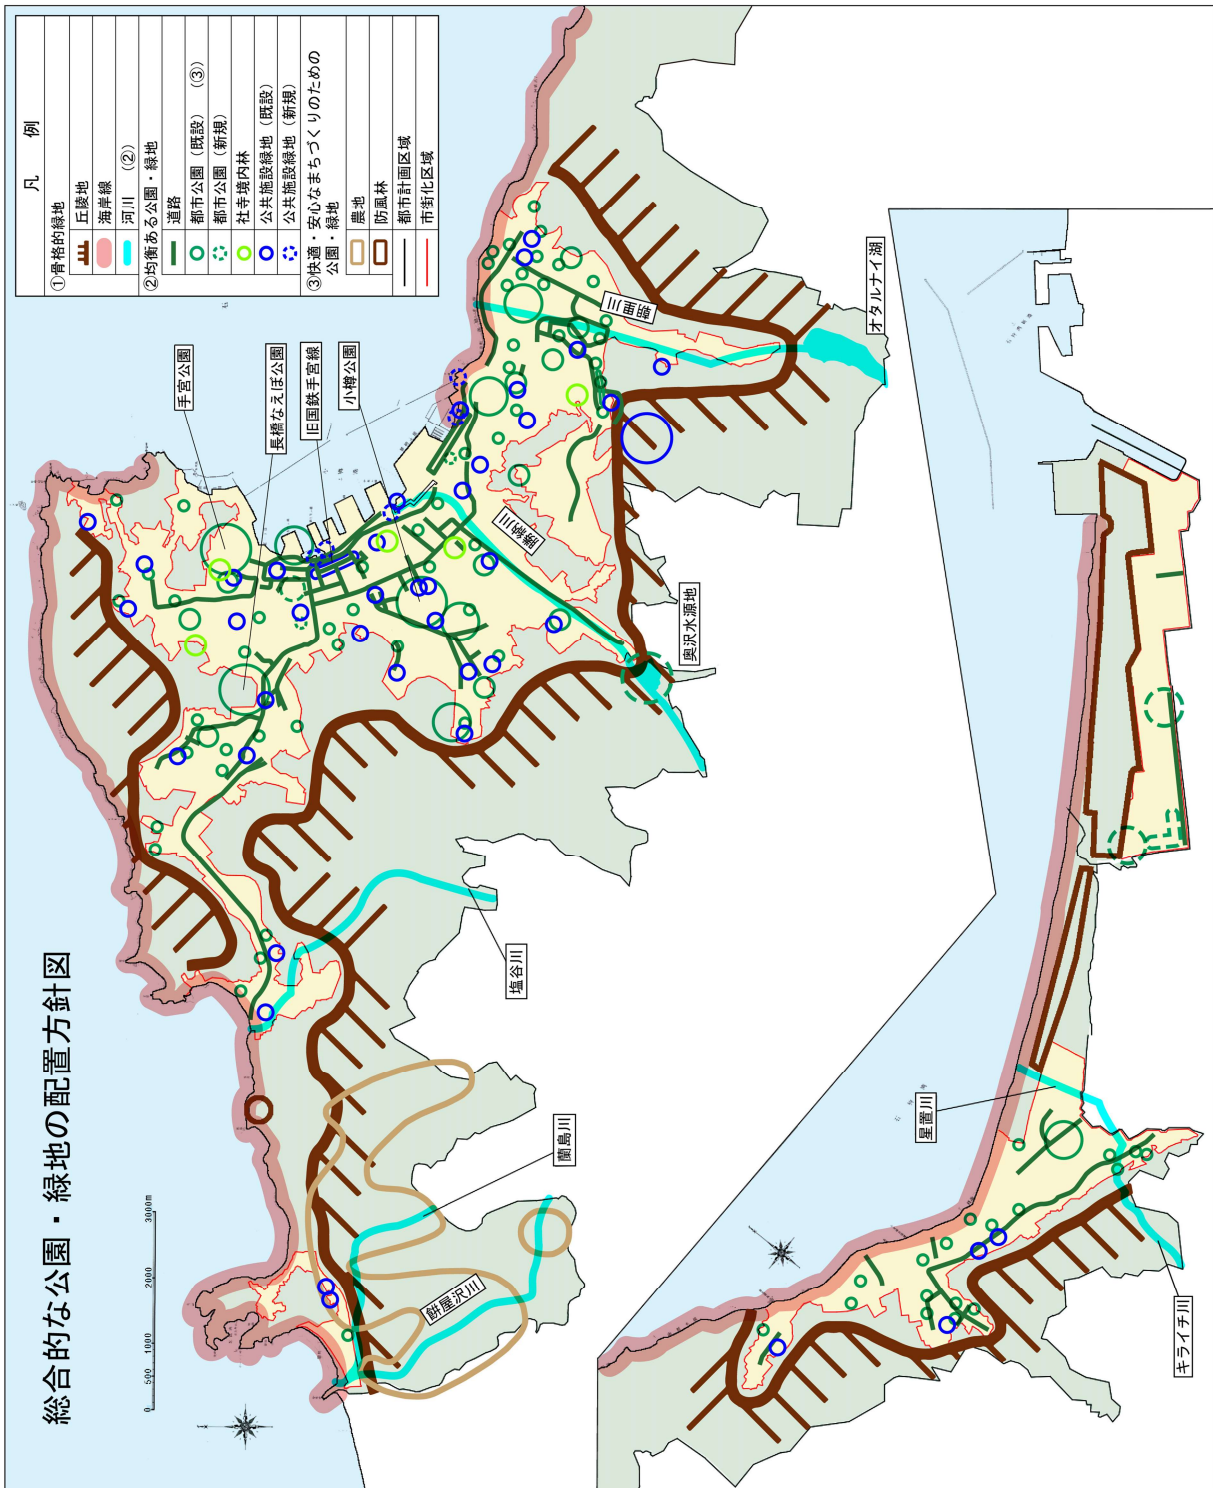 総合的な公園・緑地の配置方針図
0 500 1000 2000 3000m
凡 例
①骨格的緑地
丘陵地
海岸線
河川 (②)
②均衡ある公園・緑地
道路
都市公園（既設） (③)
都市公園（新規）
社寺境内林
公共施設緑地（既設）
公共施設緑地（新規）
③快適・安心なまちづくりのための
公園・緑地
農地
防風林
都市計画区域
市街化区域
手宮公園
長橋なえぼ公園
旧国鉄手宮線
小樽公園
朝里川
オタルナイ湖
勝納川
奥沢水源地
塩谷川
蘭島川
餅屋沢川
星置川
キライチ川